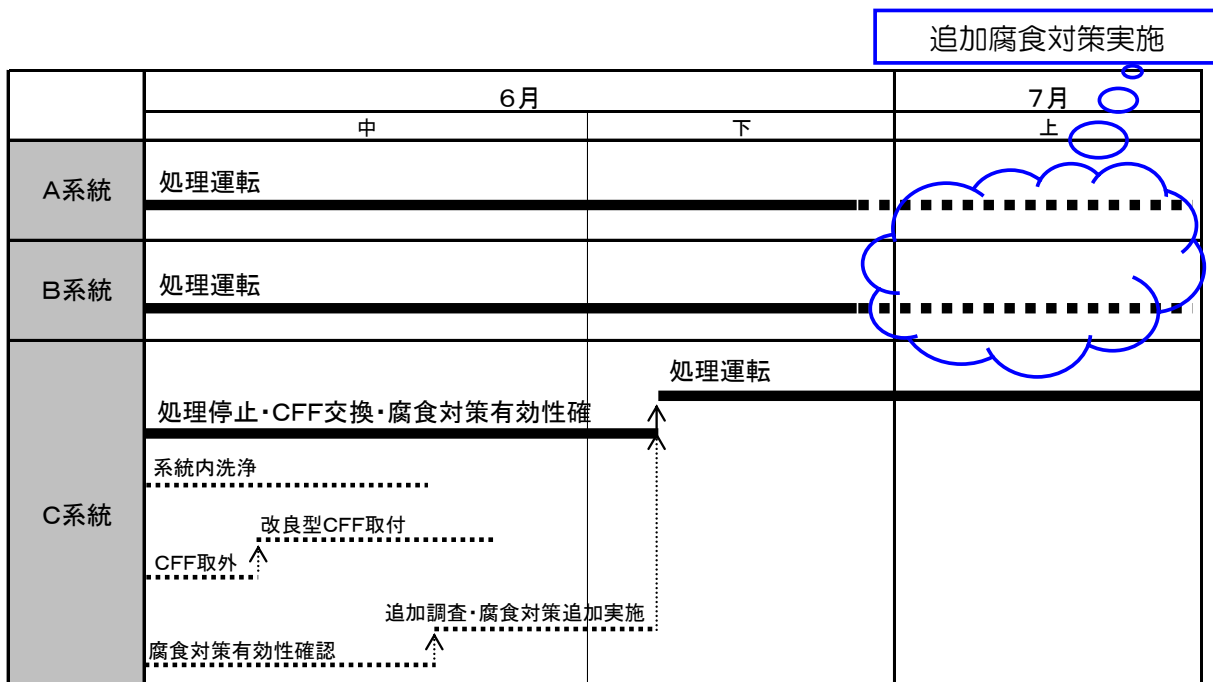 追加腐食対策実施
6月
7月
中
下
上
A系統
処理運転
B系統
処理運転
C系統
処理運転
処理停止・CFF交換・腐食対策有効性確
系統内洗浄
改良型CFF取付
CFF取外
追加調査・腐食対策追加実施
腐食対策有効性確認